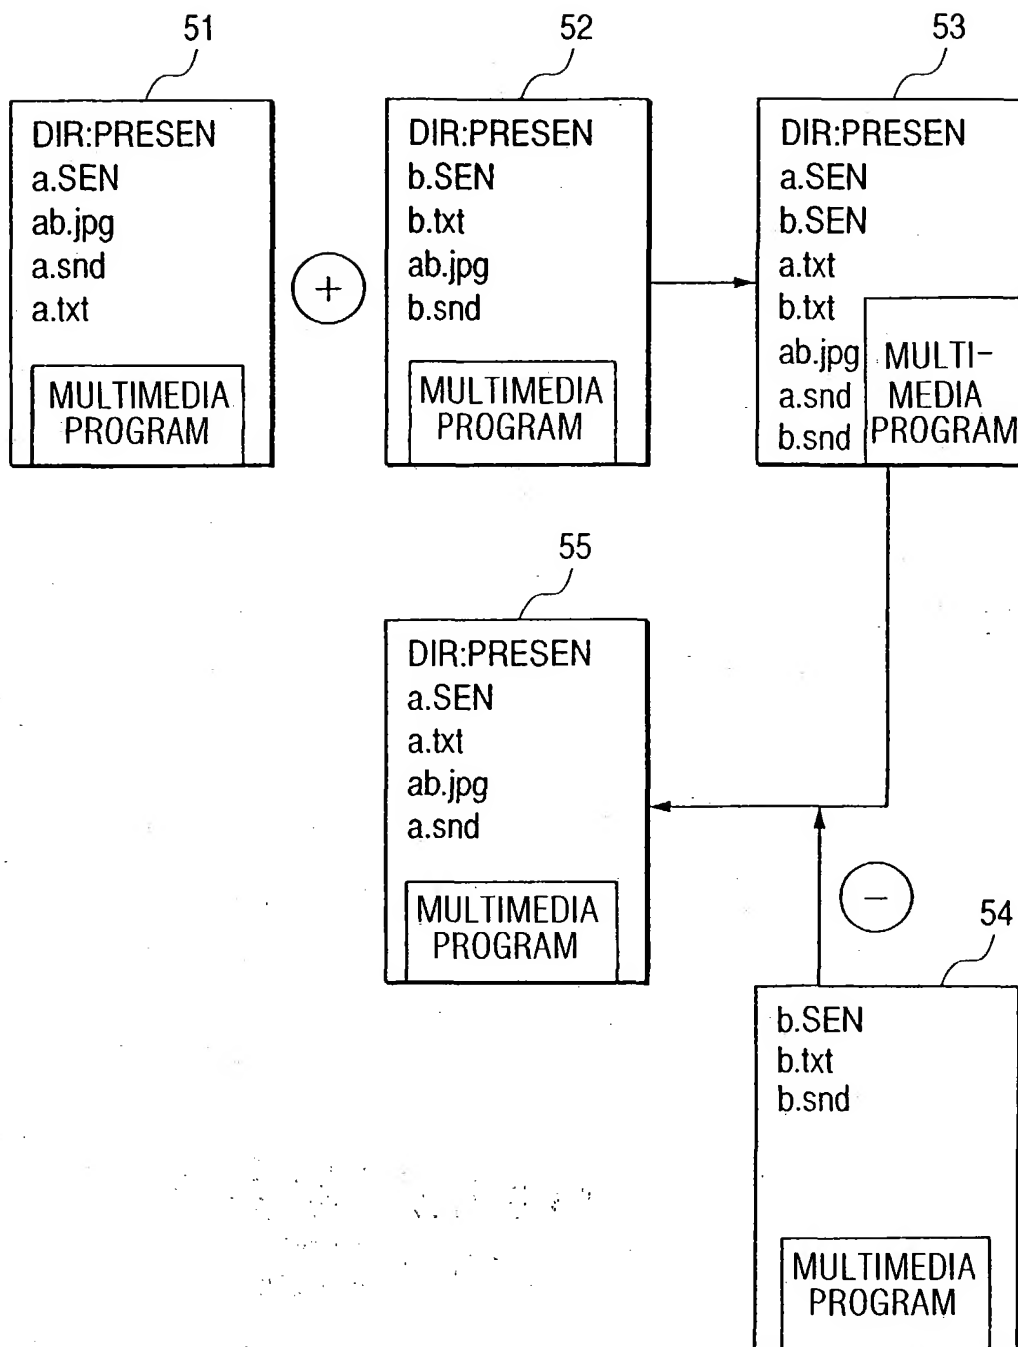 51
DIR:PRESEN
a.SEN
ab.jpg
a.snd
a.txt
MULTIMEDIA
PROGRAM
+
52
DIR:PRESEN
b.SEN
b.txt
ab.jpg
b.snd
MULTIMEDIA
PROGRAM
53
DIR:PRESEN
a.SEN
b.SEN
a.txt
b.txt
ab.jpg
a.snd
b.snd
MULTI-
MEDIA
PROGRAM
55
DIR:PRESEN
a.SEN
a.txt
ab.jpg
a.snd
MULTIMEDIA
PROGRAM
−
54
b.SEN
b.txt
b.snd
MULTIMEDIA
PROGRAM